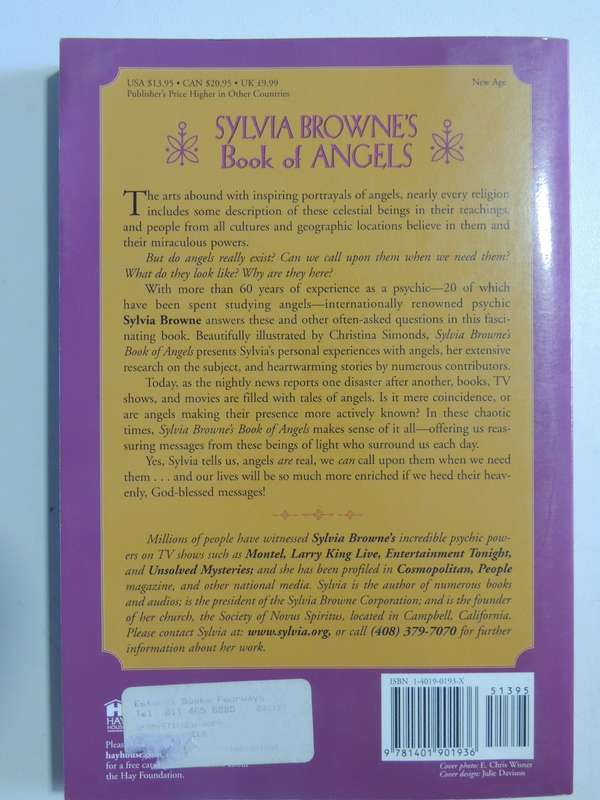 USA $13.95 • CAN $20.95 • UK £9.99
Publisher's Price Higher in Other Countries
New Age
SYLVIA BROWNE'S
Book of ANGELS
The arts abound with inspiring portrayals of angels, nearly every religion
includes some description of these celestial beings in their teachings,
and people from all cultures and geographic locations believe in them and
their miraculous powers.
But do angels really exist? Can we call upon them when we need them?
What do they look like? Why are they here?
With more than 60 years of experience as a psychic—20 of which
have been spent studying angels—internationally renowned psychic
Sylvia Browne answers these and other often-asked questions in this fasci-
nating book. Beautifully illustrated by Christina Simonds, Sylvia Browne's
Book of Angels presents Sylvia's personal experiences with angels, her extensive
research on the subject, and heartwarming stories by numerous contributors.
Today, as the nightly news reports one disaster after another, books, TV
shows, and movies are filled with tales of angels. Is it mere coincidence, or
are angels making their presence more actively known? In these chaotic
times, Sylvia Browne's Book of Angels makes sense of it all—offering us reas-
suring messages from these beings of light who surround us each day.
Yes, Sylvia tells us, angels are real, we can call upon them when we need
them . . . and our lives will be so much more enriched if we heed their heav-
enly, God-blessed messages!
Millions of people have witnessed Sylvia Browne's incredible psychic pow-
ers on TV shows such as Montel, Larry King Live, Entertainment Tonight,
and Unsolved Mysteries; and she has been profiled in Cosmopolitan, People
magazine, and other national media. Sylvia is the author of numerous books
and audios; is the president of the Sylvia Browne Corporation; and is the founder
of her church, the Society of Novus Spiritus, located in Campbell, California.
Please contact Sylvia at: www.sylvia.org, or call (408) 379-7070 for further
information about her work.
ISBN 1-4019-0193-X
51395
9 781401 901936
Books Fourways
Tel 011 465
HAY
HOUSE
hayhouse.com
for a free
the Hay Foundation.
Cover photo: E. Chris Wisner
Cover design: Julie Davison